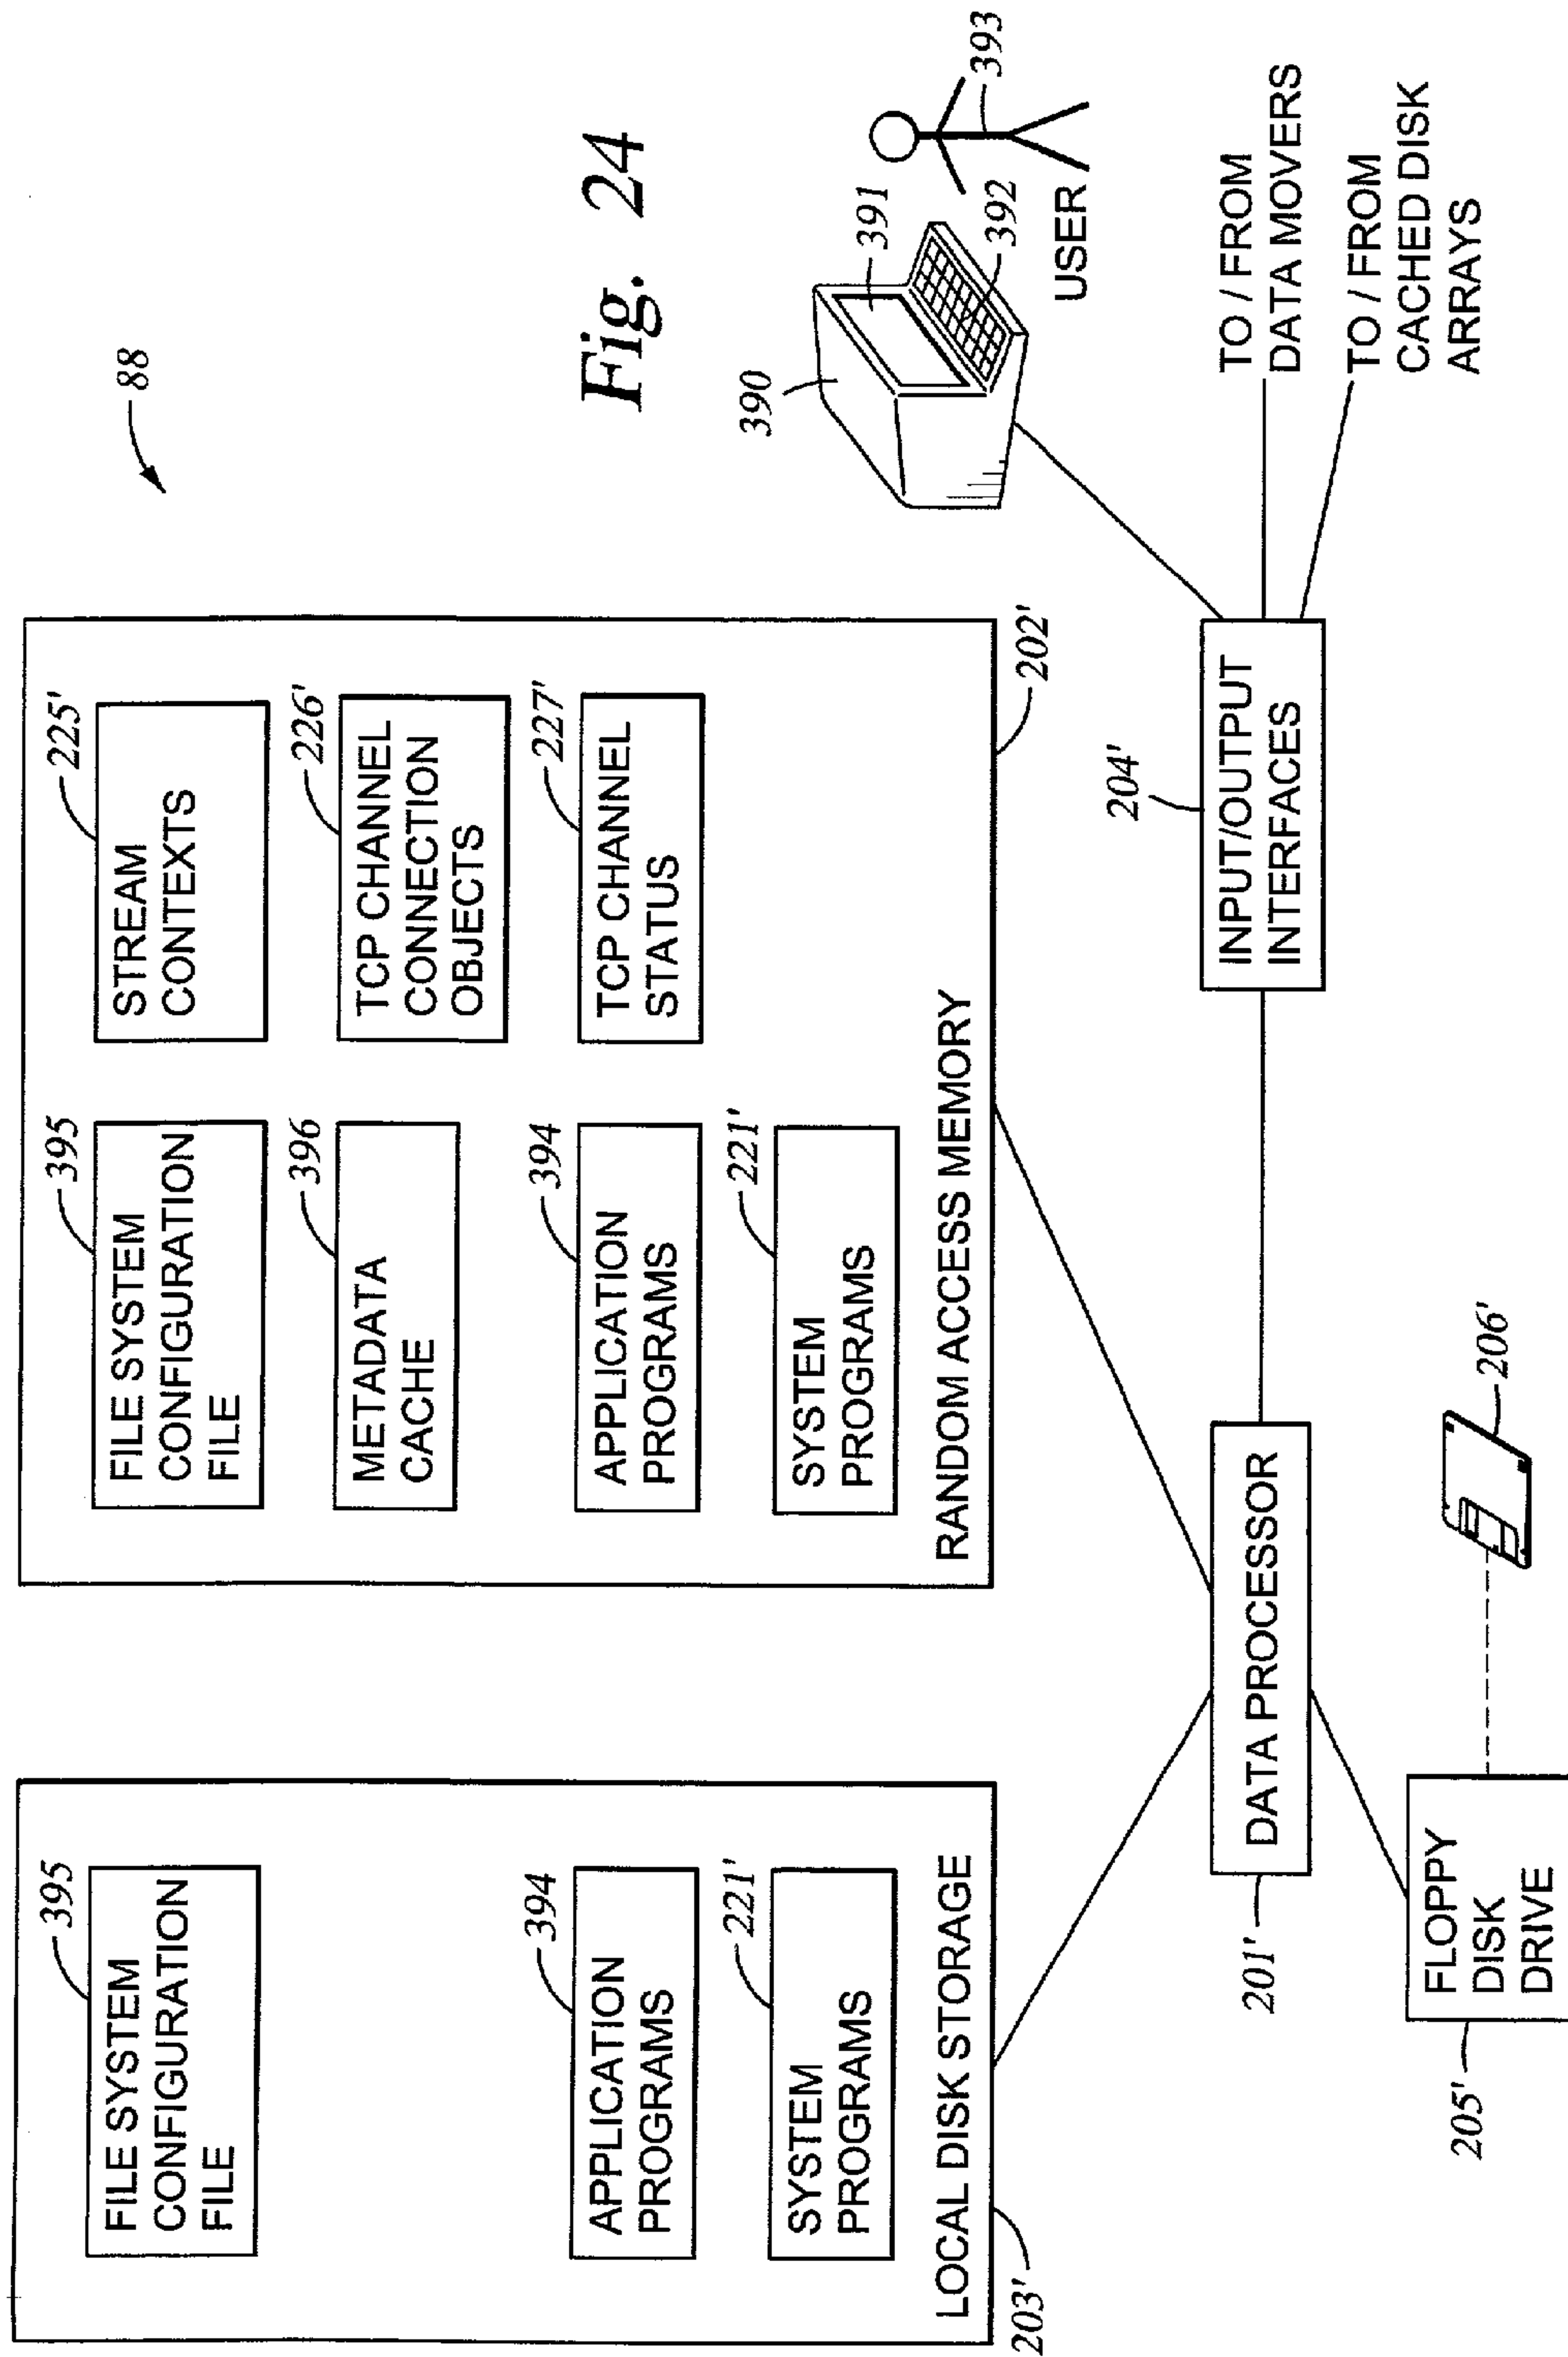 88
Fig. 24
395
FILE SYSTEM
CONFIGURATION
FILE
394
APPLICATION
PROGRAMS
221'
SYSTEM
PROGRAMS
LOCAL DISK STORAGE
203'
395
FILE SYSTEM
CONFIGURATION
FILE
396
METADATA
CACHE
394
APPLICATION
PROGRAMS
221'
SYSTEM
PROGRAMS
225'
STREAM
CONTEXTS
226'
TCP CHANNEL
CONNECTION
OBJECTS
227'
TCP CHANNEL
STATUS
RANDOM ACCESS MEMORY
202'
390
391
392
393
USER
201'
DATA PROCESSOR
204'
INPUT/OUTPUT
INTERFACES
TO / FROM
DATA MOVERS
TO / FROM
CACHED DISK
ARRAYS
205'
FLOPPY
DISK
DRIVE
206'